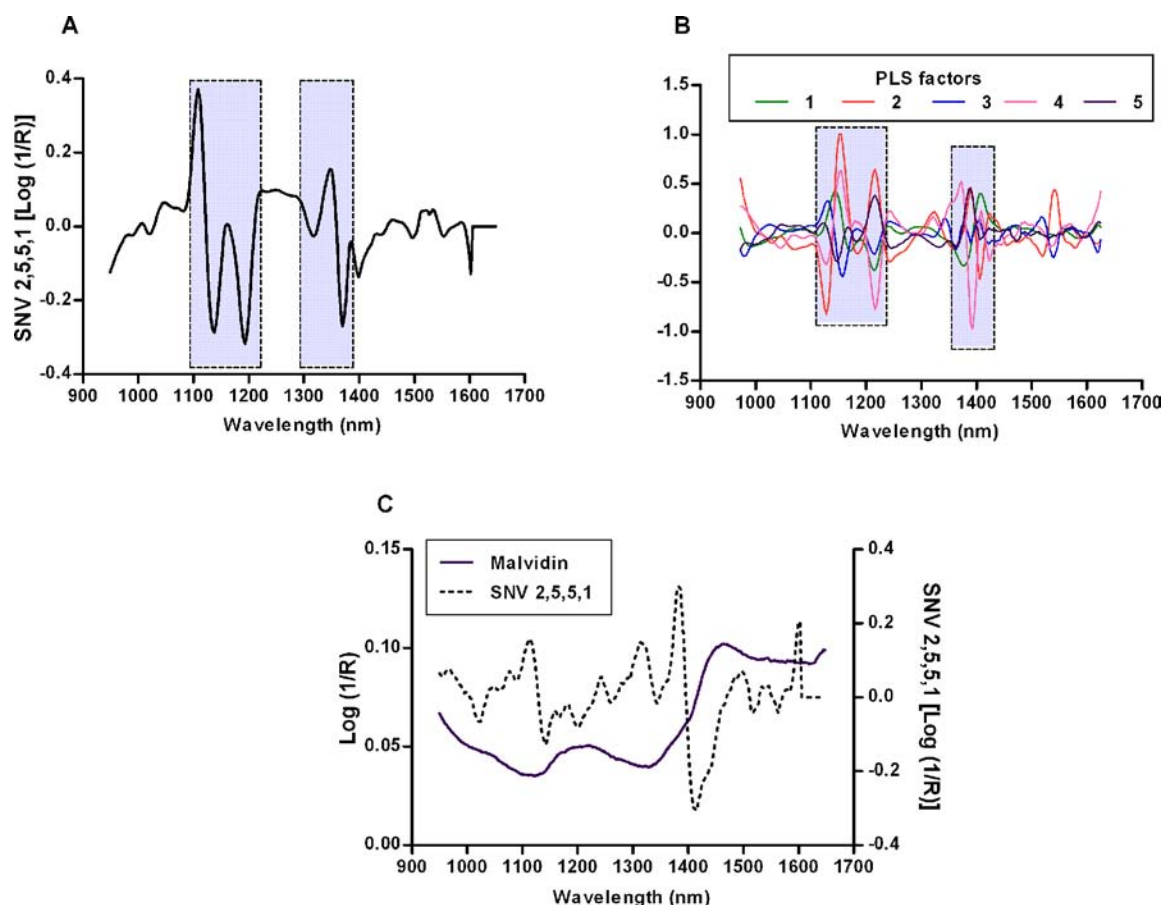 A
SNV 2,5,5,1 [Log (1/R)]
0.4
0.2
0.0
-0.2
-0.4
900 1000 1100 1200 1300 1400 1500 1600 1700
Wavelength (nm)
B
PLS factors
1 2 3 4 5
1.5
1.0
0.5
0.0
-0.5
-1.0
-1.5
900 1000 1100 1200 1300 1400 1500 1600 1700
Wavelength (nm)
C
Malvidin
SNV 2,5,5,1
Log (1/R)
0.15
0.10
0.05
0.00
900 1000 1100 1200 1300 1400 1500 1600 1700
Wavelength (nm)
0.4
0.2
0.0
-0.2
-0.4
SNV 2,5,5,1 [Log (1/R)]